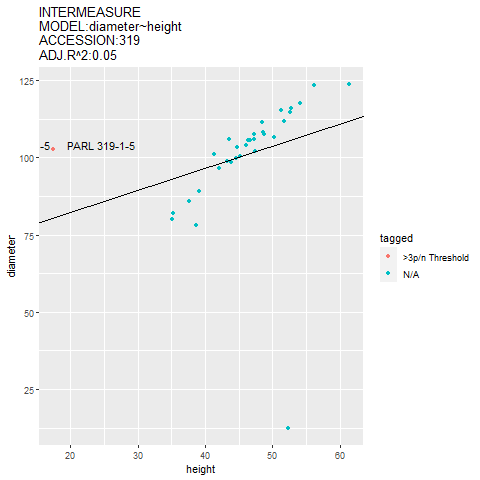 INTERMEASURE
MODEL:diameter~height
ACCESSION:319
ADJ.R^2:0.05
125
-5
PARL 319-1-5
100
75
50
25
20
30
40
50
60
height
diameter
tagged
>3p/n Threshold
N/A